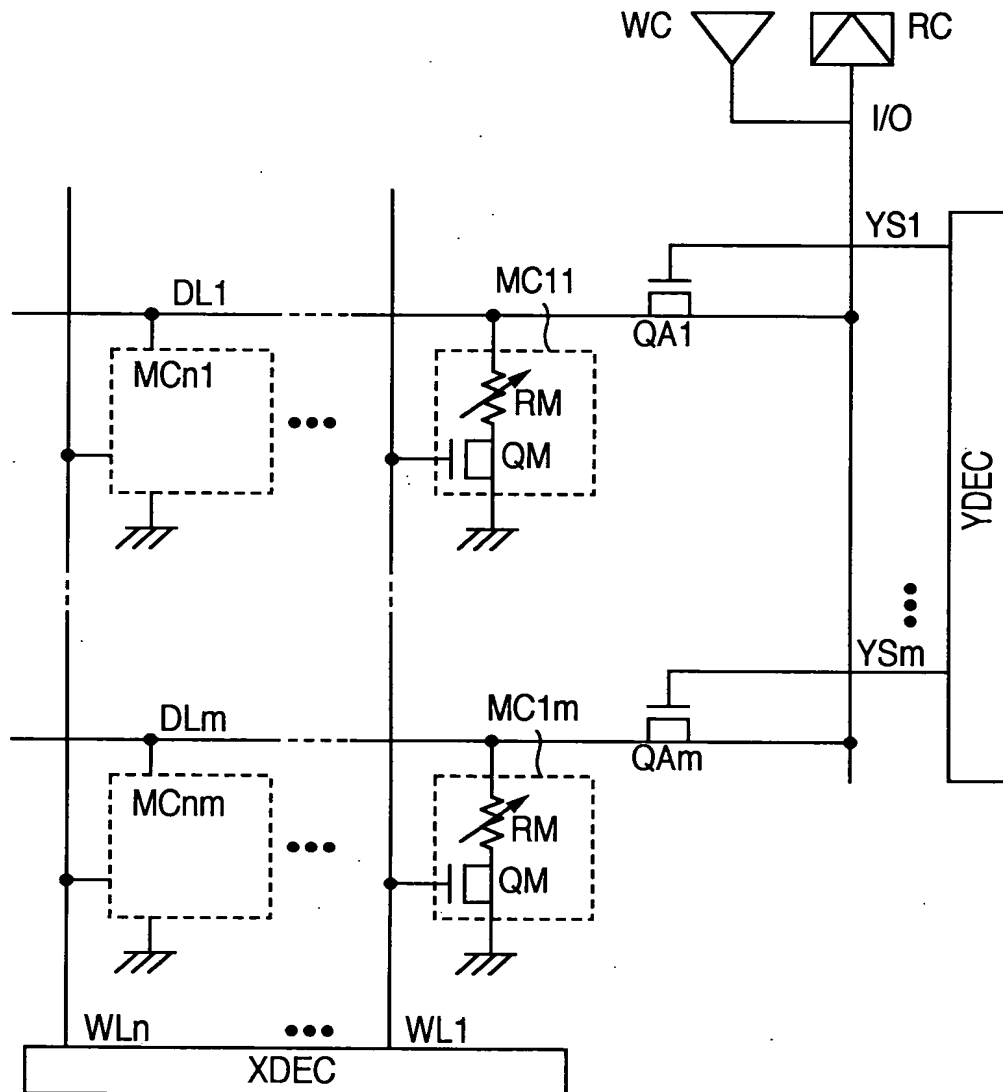 WC
RC
I/O
YS1
MC11
DL1
QA1
MCn1
RM
QM
YDEC
YSm
MC1m
DLm
QAm
MCnm
RM
QM
WLn
WL1
XDEC